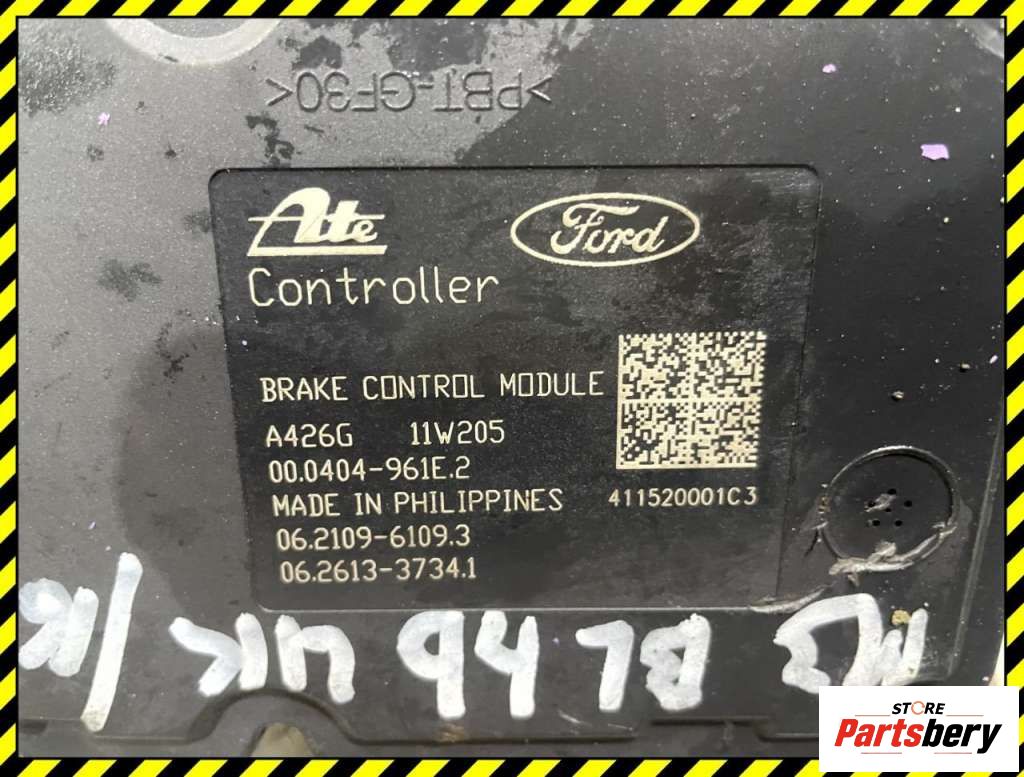 >PBT-GF30<
Ate Ford
Controller
BRAKE CONTROL MODULE
A426G 11W205
00.0404-961E.2
MADE IN PHILIPPINES 411520001C3
06.2109-6109.3
06.2613-3734.1
STORE
Partsbery